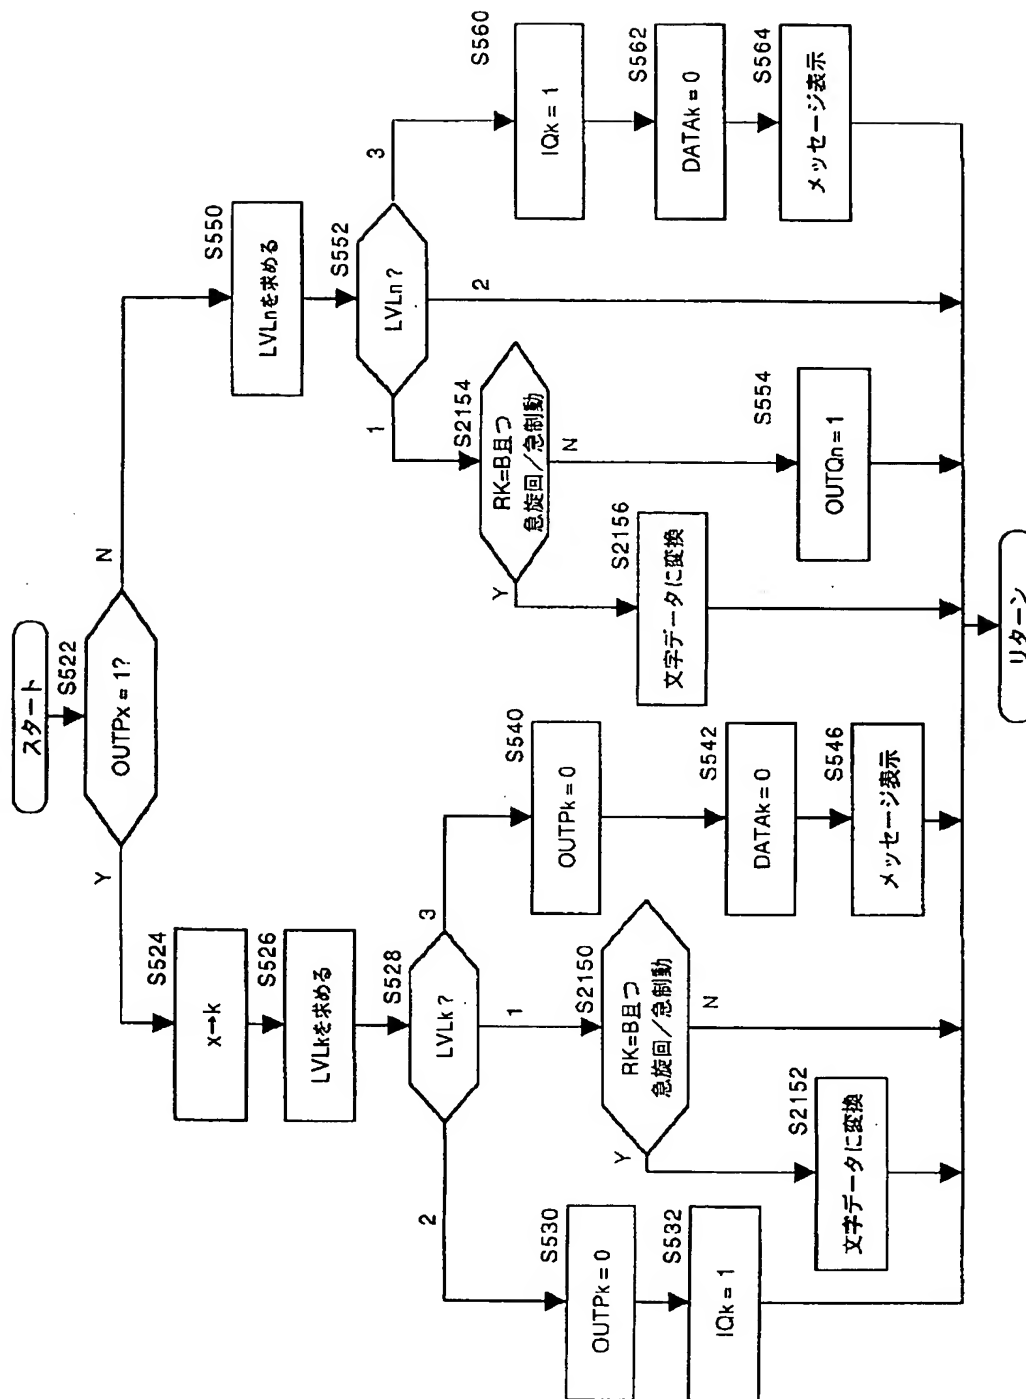 スタート
S522
OUTPx = 1?
Y
N
S524
x→k
S526
LVLkを求める
S528
LVLk ?
2
1
3
S530
OUTPk = 0
S532
IQk = 1
S2150
RK=B且つ
急旋回/急制動
Y
N
S2152
文字データに変換
S540
OUTPk = 0
S542
DATAk = 0
S546
メッセージ表示
S550
LVLnを求める
S552
LVLn ?
1
2
3
S2154
RK=B且つ
急旋回/急制動
Y
N
S2156
文字データに変換
S554
OUTQn = 1
S560
IQk = 1
S562
DATAk = 0
S564
メッセージ表示
リターン